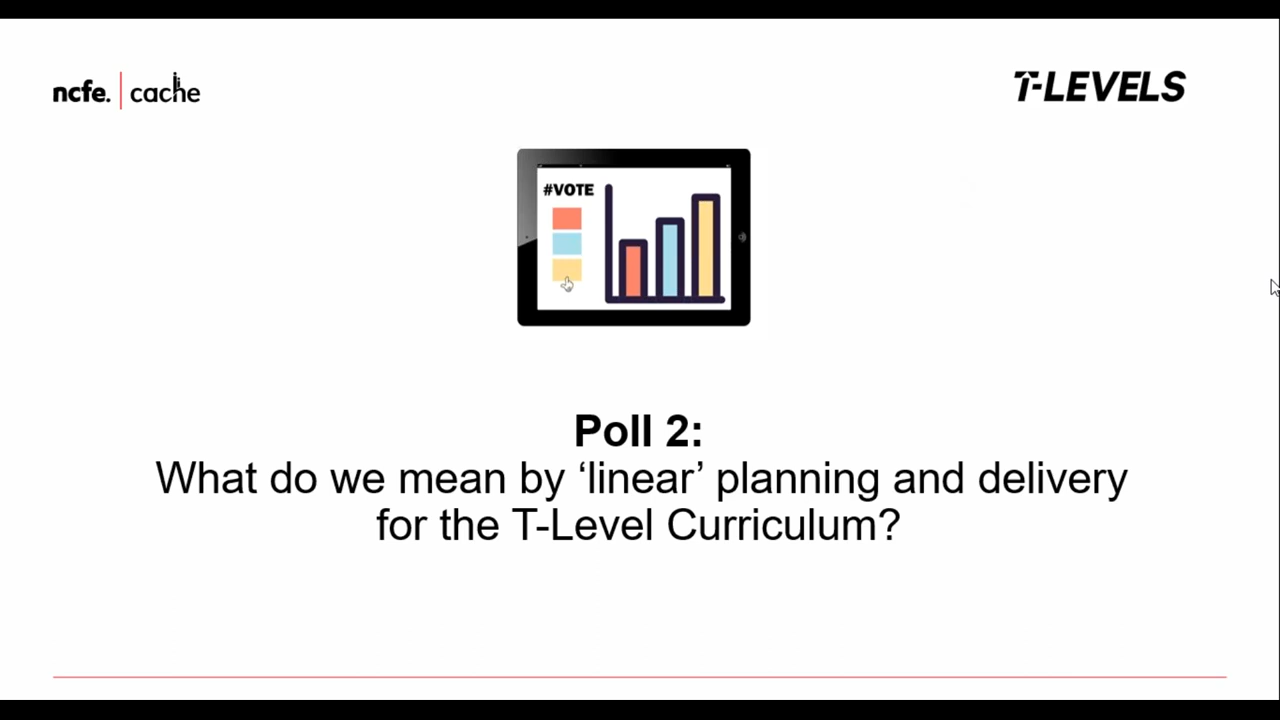 ncfe. cache
T-LEVELS
#VOTE
Poll 2:
What do we mean by ‘linear’ planning and delivery
for the T-Level Curriculum?